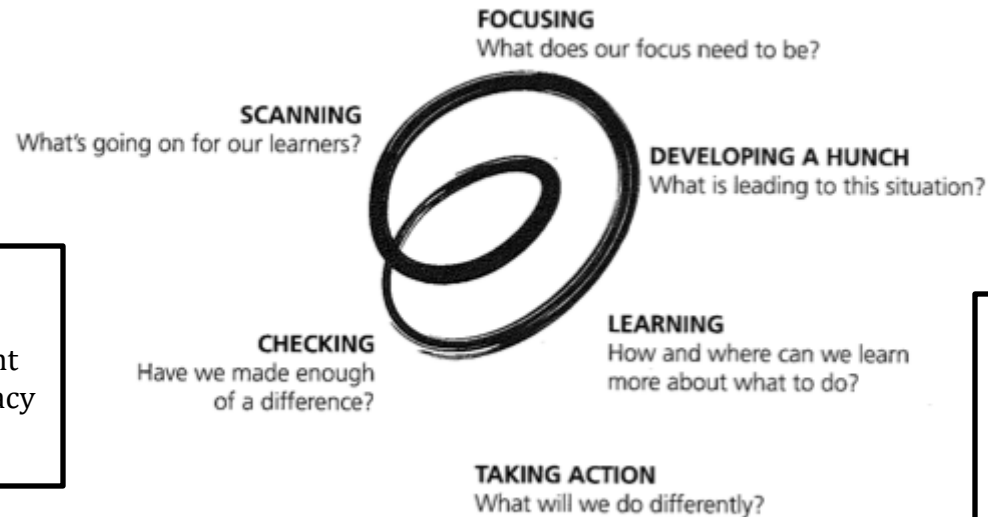 FOCUSING
What does our focus need to be?
SCANNING
What's going on for our learners?
DEVELOPING A HUNCH
What is leading to this situation?
CHECKING
Have we made enough
of a difference?
LEARNING
How and where can we learn
more about what to do?
TAKING ACTION
What will we do differently?